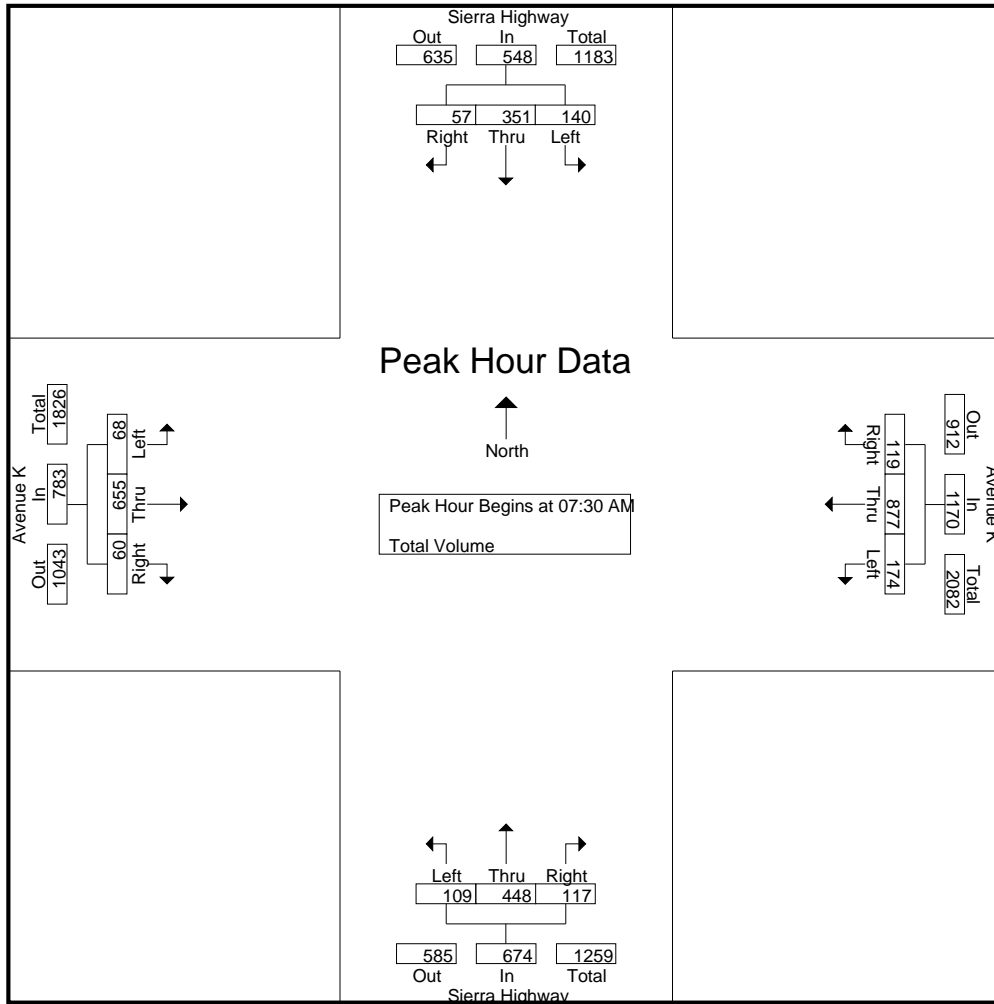 Sierra Highway
Out In Total
635 548 1183
57 351 140
Right Thru Left
Peak Hour Data
North
Peak Hour Begins at 07:30 AM
Total Volume
Avenue K
Out In Total
1043 783 1826
60 655 68
Right Thru Left
Avenue K
Out In Total
912 1170 2082
119 877 174
Right Thru Left
Left Thru Right
109 448 117
585 674 1259
Out In Total
Sierra Highway